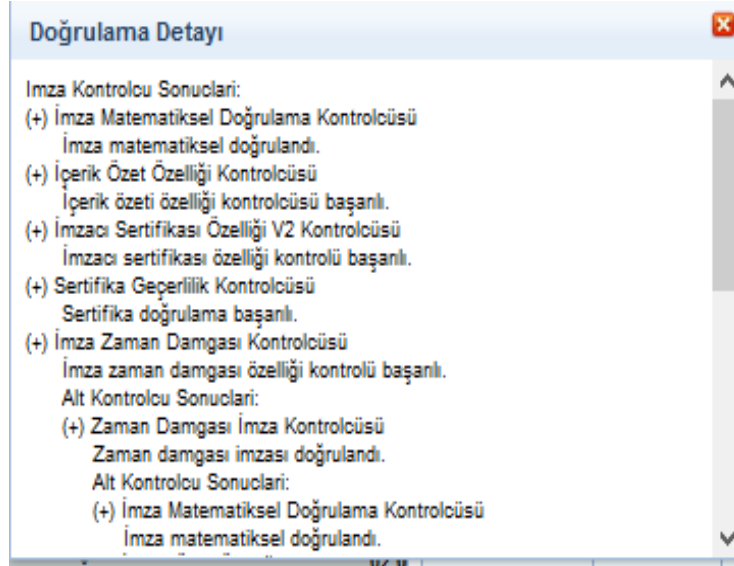 Doğrulama Detayı
Imza Kontrolcu Sonuclari:
(+) İmza Matematiksel Doğrulama Kontrolcüsü
İmza matematiksel doğrulandı.
(+) İçerik Özet Özelliği Kontrolcüsü
İçerik özeti özelliği kontrolcüsü başarılı.
(+) İmzacı Sertifikası Özelliği V2 Kontrolcüsü
İmzacı sertifikası özelliği kontrolü başarılı.
(+) Sertifika Geçerlilik Kontrolcüsü
Sertifika doğrulama başarılı.
(+) İmza Zaman Damgası Kontrolcüsü
İmza zaman damgası özelliği kontrolü başarılı.
Alt Kontrolcu Sonuclari:
(+) Zaman Damgası İmza Kontrolcüsü
Zaman damgası imzası doğrulandı.
Alt Kontrolcu Sonuclari:
(+) İmza Matematiksel Doğrulama Kontrolcüsü
İmza matematiksel doğrulandı.